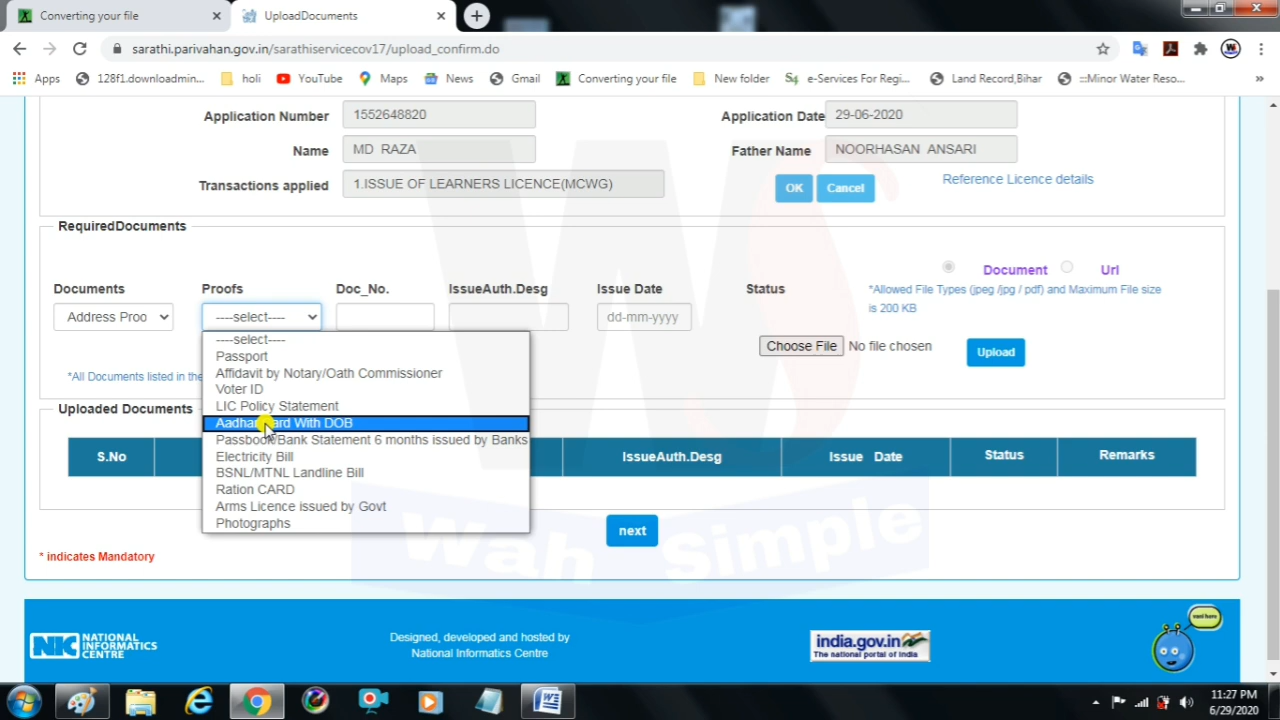 Converting your file
UploadDocuments
sarathi.parivahan.gov.in/sarathiservicecov17/upload_confirm.do
Apps 128f1.downloadmin... holi YouTube Maps News Gmail Converting your file New folder e-Services For Regi... Land Record,Bihar :::Minor Water Reso... »
Application Number 1552648820 Application Date 29-06-2020
Name MD RAZA Father Name NOORHASAN ANSARI
Transactions applied 1.ISSUE OF LEARNERS LICENCE(MCWG) OK Cancel Reference Licence details
RequiredDocuments
Document Url
Documents Proofs Doc_No. IssueAuth.Desg Issue Date Status
*Allowed File Types (jpeg /jpg / pdf) and Maximum File size
is 200 KB
Address Proo ----select---- dd-mm-yyyy
Choose File No file chosen Upload
----select----
Passport
Affidavit by Notary/Oath Commissioner
Voter ID
LIC Policy Statement
Aadhar Card With DOB
Passbook/Bank Statement 6 months issued by Banks
Electricity Bill
BSNL/MTNL Landline Bill
Ration CARD
Arms Licence issued by Govt
Photographs
*All Documents listed in the
Uploaded Documents
S.No IssueAuth.Desg Issue Date Status Remarks
Wah Simple
next
* indicates Mandatory
NIC NATIONAL
INFORMATICS
CENTRE
Designed, developed and hosted by
National Informatics Centre
india.gov.in
The national portal of India
11:27 PM
6/29/2020